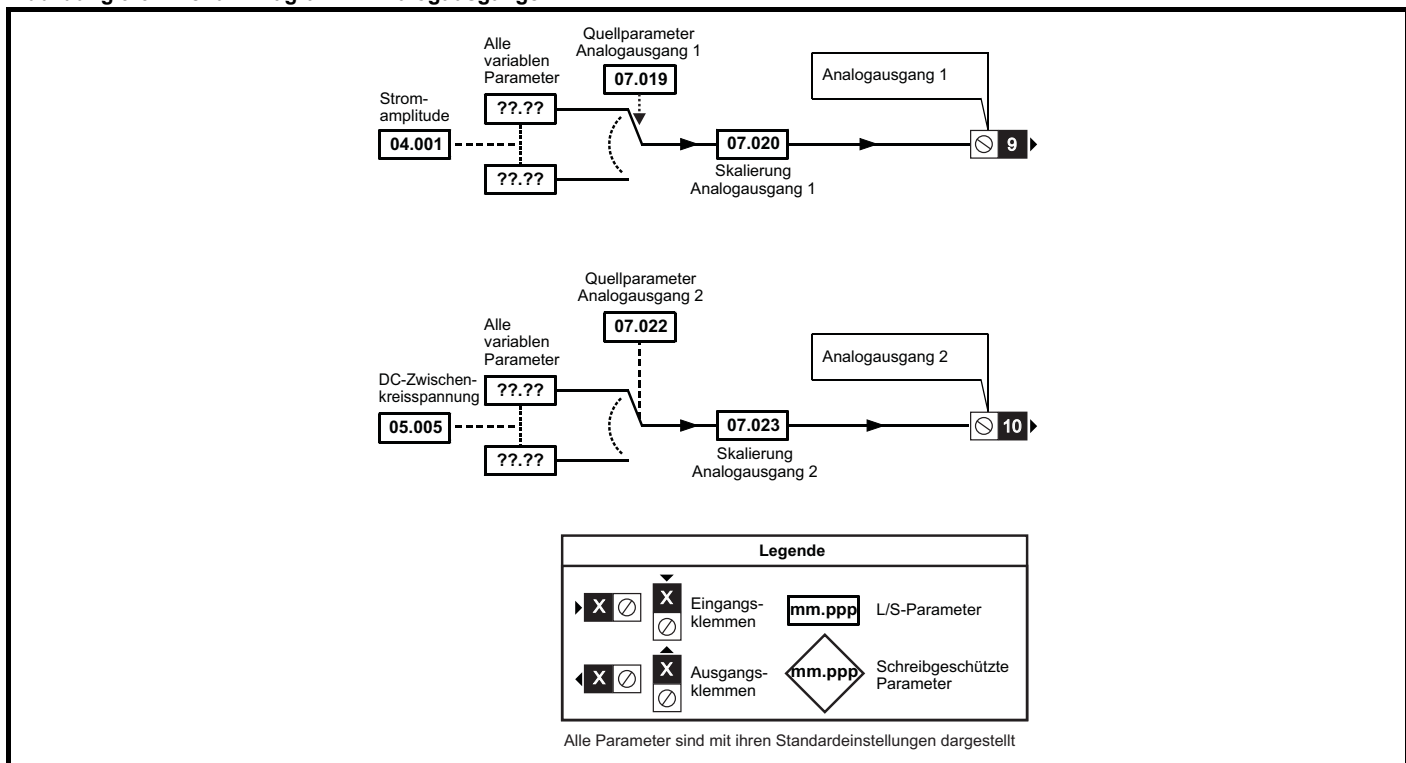 Alle
variablen
Parameter
Quellparameter
Analogausgang 1
07.019
Strom-
amplitude
04.001
??.??
??.??
07.020
Skalierung
Analogausgang 1
Analogausgang 1
9
Quellparameter
Analogausgang 2
07.022
Alle
variablen
Parameter
DC-Zwischen-
kreisspannung
05.005
??.??
??.??
07.023
Skalierung
Analogausgang 2
Analogausgang 2
10
Legende
X
X
Eingangs-
klemmen
mm.ppp
L/S-Parameter
X
X
Ausgangs-
klemmen
mm.ppp
Schreibgeschützte
Parameter
Alle Parameter sind mit ihren Standardeinstellungen dargestellt